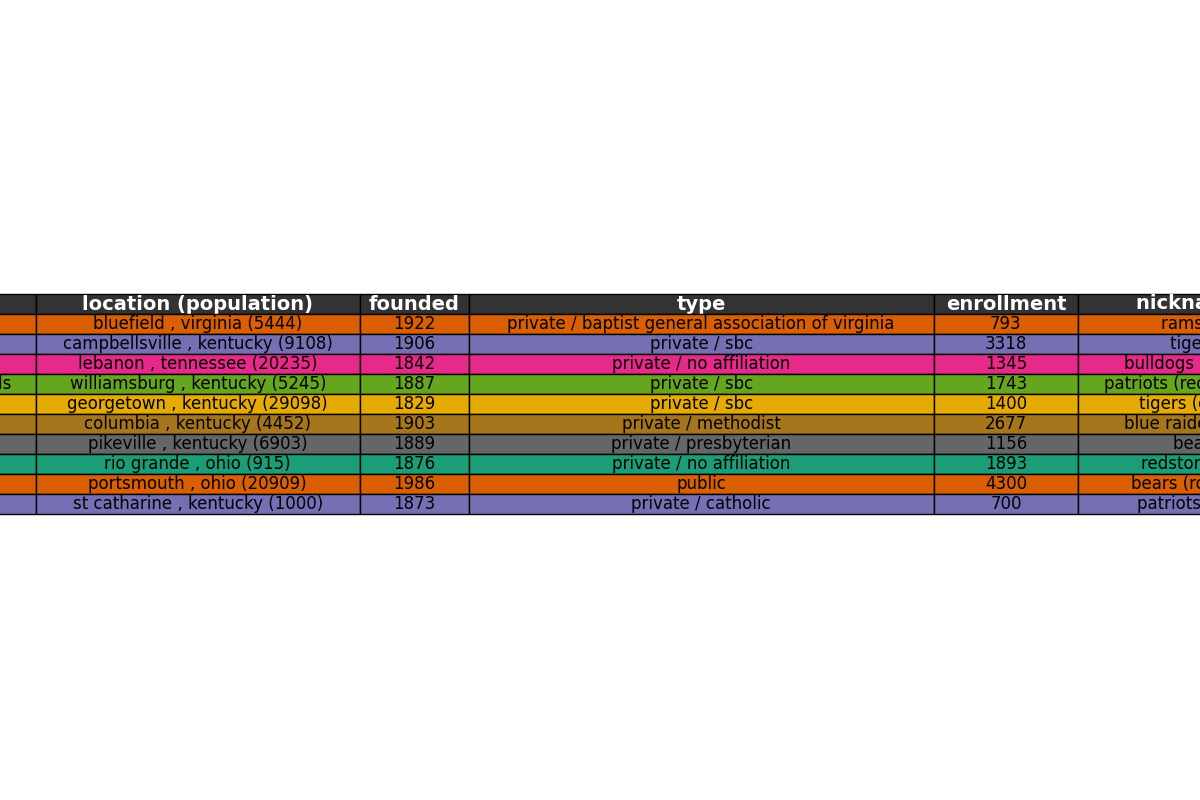 location (population) founded type enrollment
bluefield , virginia (5444) 1922 private / baptist general association of virginia 793 rams
campbellsville , kentucky (9108) 1906 private / sbc 3318 tige
lebanon , tennessee (20235) 1842 private / no affiliation 1345 bulldogs
ls williamsburg , kentucky (5245) 1887 private / sbc 1743 patriots (red
georgetown , kentucky (29098) 1829 private / sbc 1400 tigers (
columbia , kentucky (4452) 1903 private / methodist 2677 blue raide
pikeville , kentucky (6903) 1889 private / presbyterian 1156 bea
rio grande , ohio (915) 1876 private / no affiliation 1893 redstor
portsmouth , ohio (20909) 1986 public 4300 bears (ro
st catharine , kentucky (1000) 1873 private / catholic 700 patriots